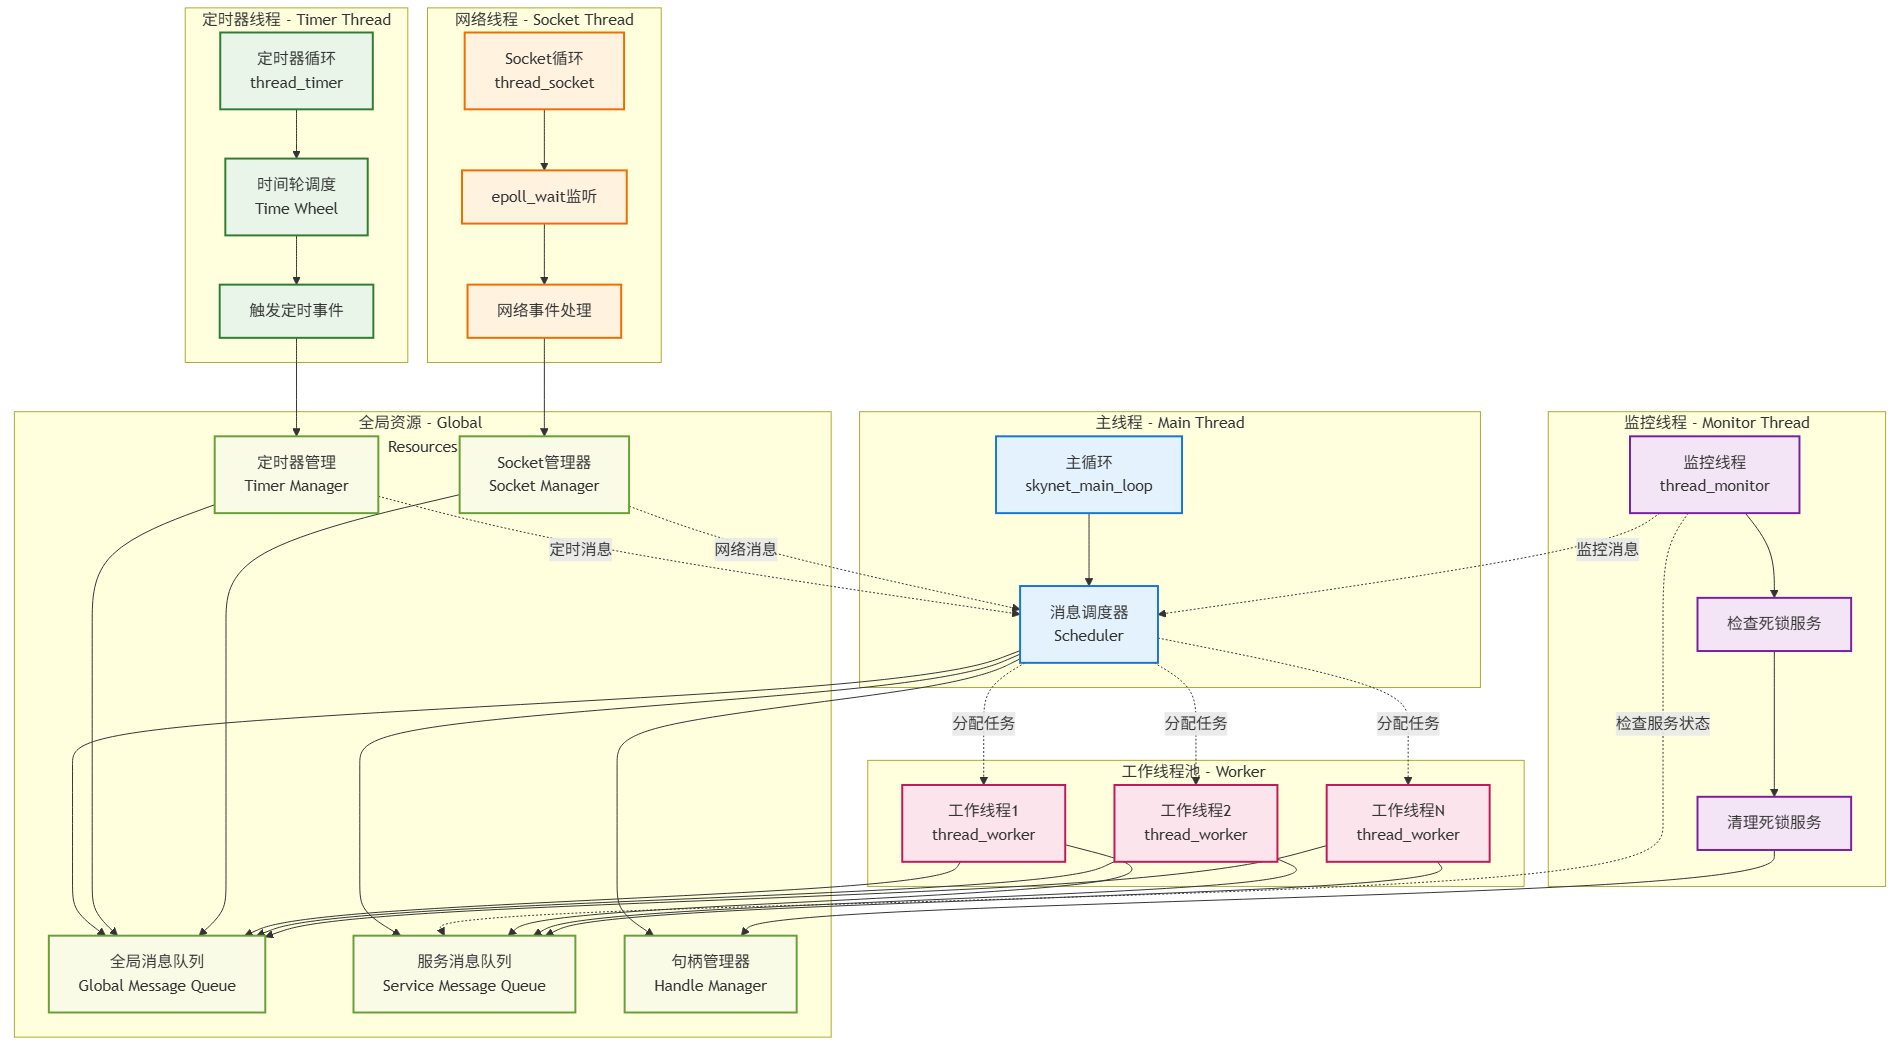 定时器线程 - Timer Thread
定时器循环
thread_timer
时间轮调度
Time Wheel
触发定时事件
网络线程 - Socket Thread
Socket循环
thread_socket
epoll_wait监听
网络事件处理
全局资源 - Global
Resources
定时器管理
Timer Manager
Socket管理器
Socket Manager
主线程 - Main Thread
主循环
skynet_main_loop
消息调度器
Scheduler
监控线程 - Monitor Thread
监控线程
thread_monitor
检查死锁服务
清理死锁服务
定时消息
网络消息
监控消息
分配任务
分配任务
分配任务
检查服务状态
工作线程池 - Worker
工作线程1
thread_worker
工作线程2
thread_worker
工作线程N
thread_worker
全局消息队列
Global Message Queue
服务消息队列
Service Message Queue
句柄管理器
Handle Manager